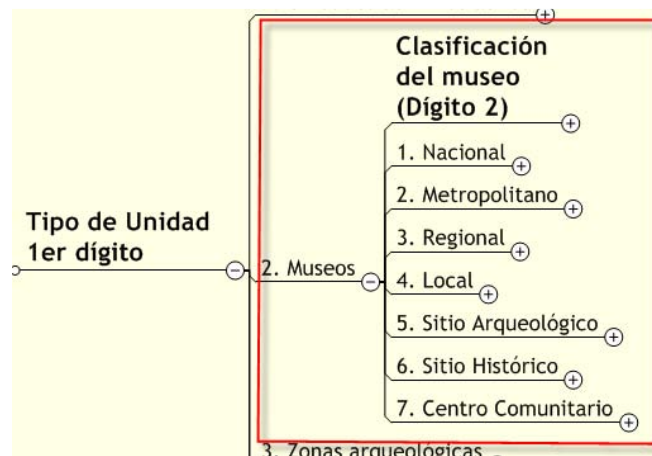 Clasificación
del museo
(Dígito 2)
1. Nacional
2. Metropolitano
Tipo de Unidad
1er dígito
3. Regional
2. Museos
4. Local
5. Sitio Arqueológico
6. Sitio Histórico
7. Centro Comunitario
3. Zonas arqueológicas